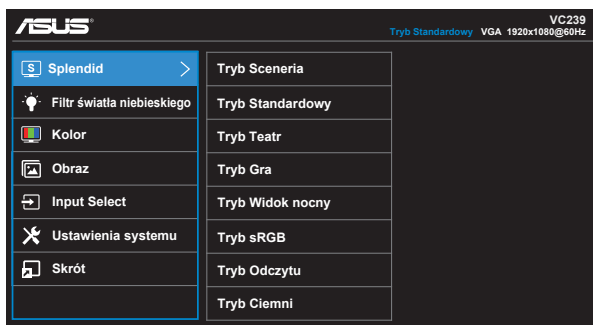 ASUS
VC239
Tryb Standardowy VGA 1920x1080@60Hz
S Splendid
Filtr światła niebieskiego
Kolor
Obraz
Input Select
Ustawienia systemu
Skrót
Tryb Sceneria
Tryb Standardowy
Tryb Teatr
Tryb Gra
Tryb Widok nocny
Tryb sRGB
Tryb Odczytu
Tryb Ciemni